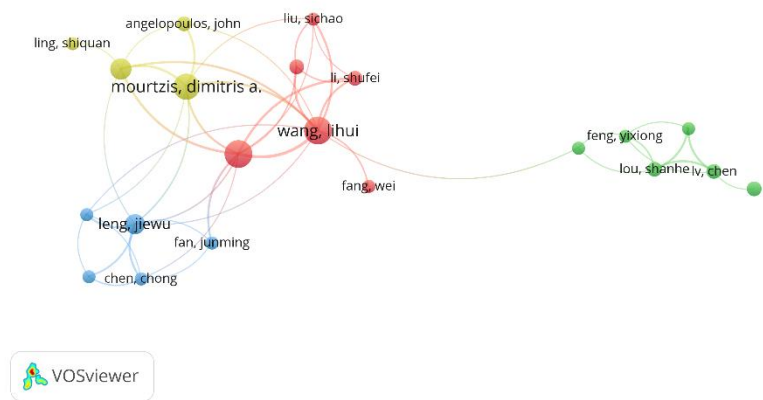 liu, sichao
angelopoulos, john
ling, shiquan
li, shufei
mourtzis, dimitris a.
wang, lihui
feng, yixiong
lou, shanhe
lv, chen
fang, wei
leng, jiewu
fan, junming
chen, chong
VOSviewer